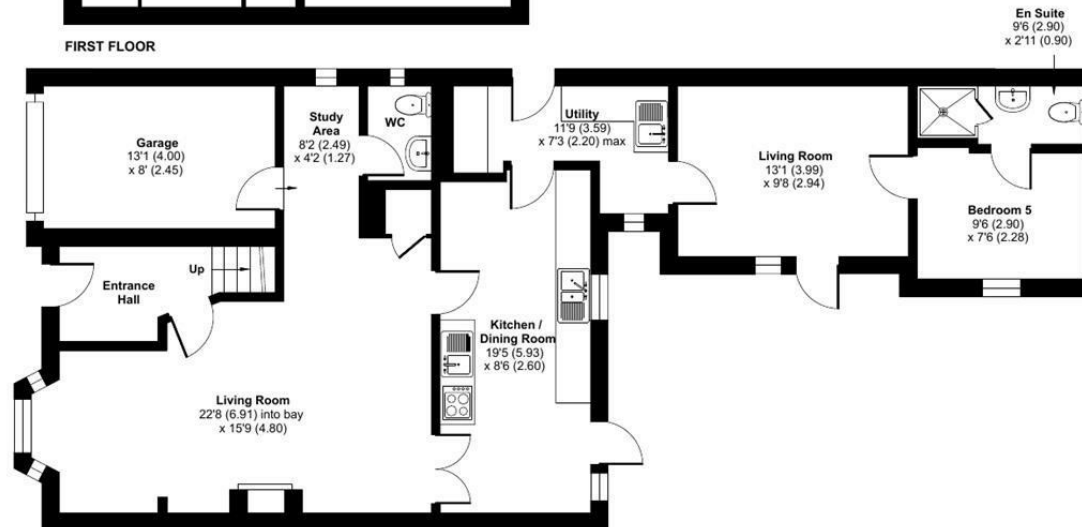 En Suite
9'6 (2.90)
x 2'11 (0.90)
FIRST FLOOR
Garage
13'1 (4.00)
x 8' (2.45)
Study
Area
8'2 (2.49)
x 4'2 (1.27)
WC
Utility
11'9 (3.59)
x 7'3 (2.20) max
Living Room
13'1 (3.99)
x 9'8 (2.94)
Bedroom 5
9'6 (2.90)
x 7'6 (2.28)
Entrance
Hall
Up
Kitchen /
Dining Room
19'5 (5.93)
x 8'6 (2.60)
Living Room
22'8 (6.91) into bay
x 15'9 (4.80)